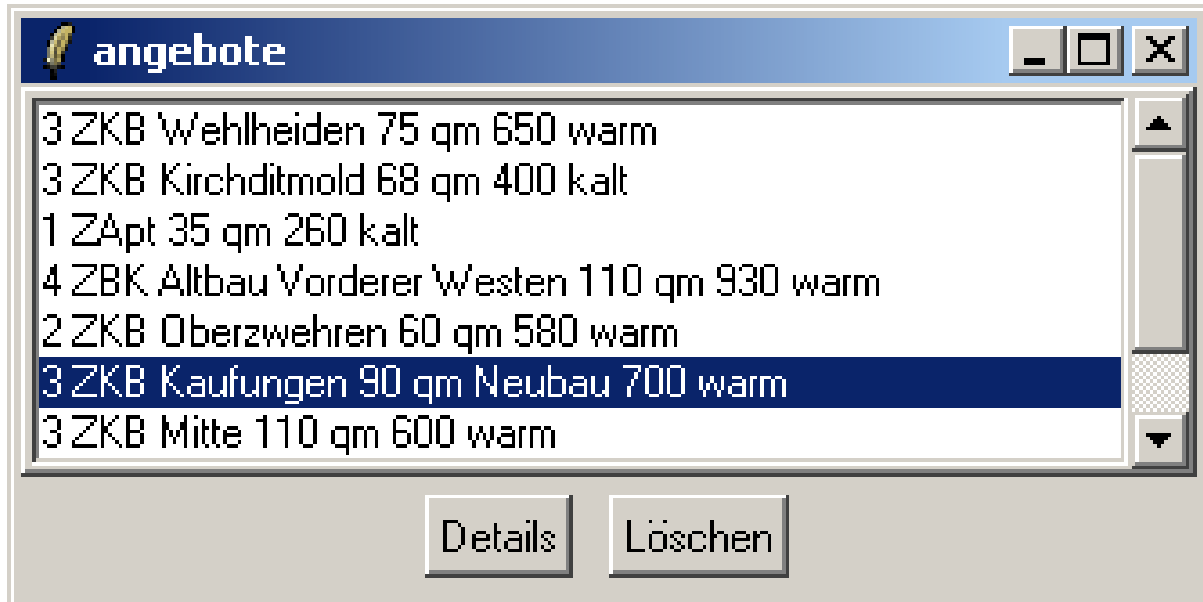 angebote
3 ZKB Wehlheiden 75 qm 650 warm
3 ZKB Kirchditmold 68 qm 400 kalt
1 ZApt 35 qm 260 kalt
4 ZBK Altbau Vorderer Westen 110 qm 930 warm
2 ZKB Oberzwehren 60 qm 580 warm
3 ZKB Kaufungen 90 qm Neubau 700 warm
3 ZKB Mitte 110 qm 600 warm
Details Löschen